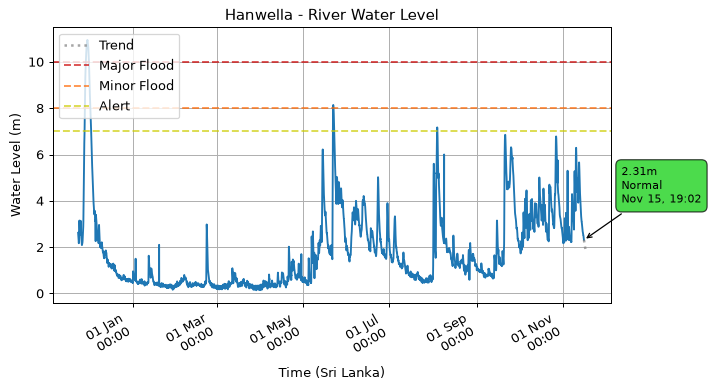 Hanwella - River Water Level
Trend
Major Flood
Minor Flood
Alert
10
8
6
4
2
0
Water Level (m)
2.31m
Normal
Nov 15, 19:02
01 Jan
00:00
01 Mar
00:00
01 May
00:00
01 Jul
00:00
01 Sep
00:00
01 Nov
00:00
Time (Sri Lanka)